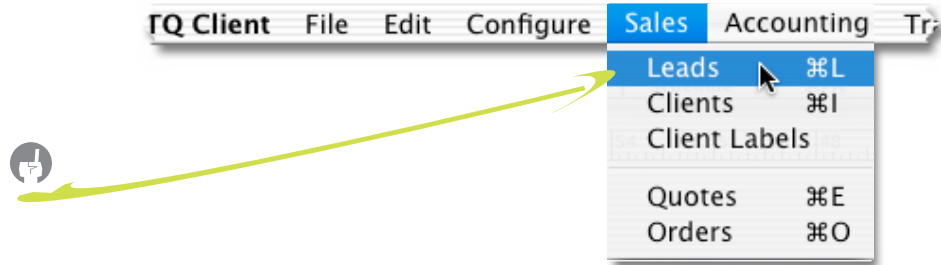 TQ Client File Edit Configure Sales Accounting
Leads ⌘L
Clients ⌘I
Client Labels
Quotes ⌘E
Orders ⌘O